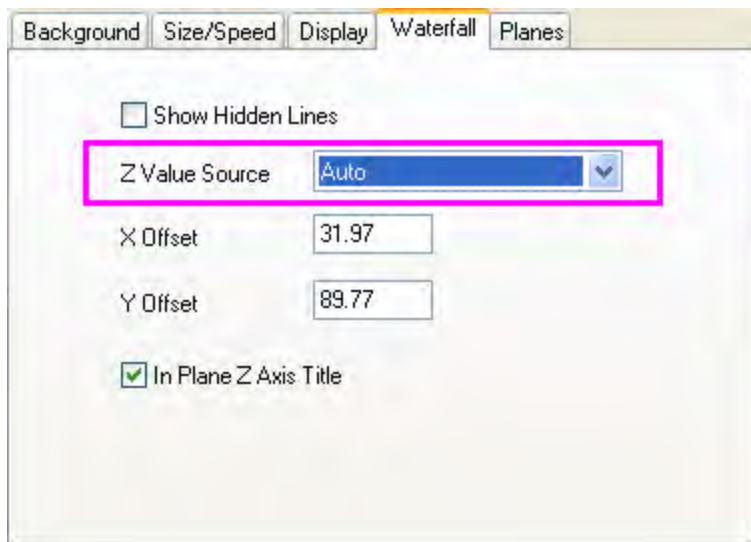 Background Size/Speed Display Waterfall Planes
Show Hidden Lines
Z Value Source Auto
X Offset 31.97
Y Offset 89.77
In Plane Z Axis Title